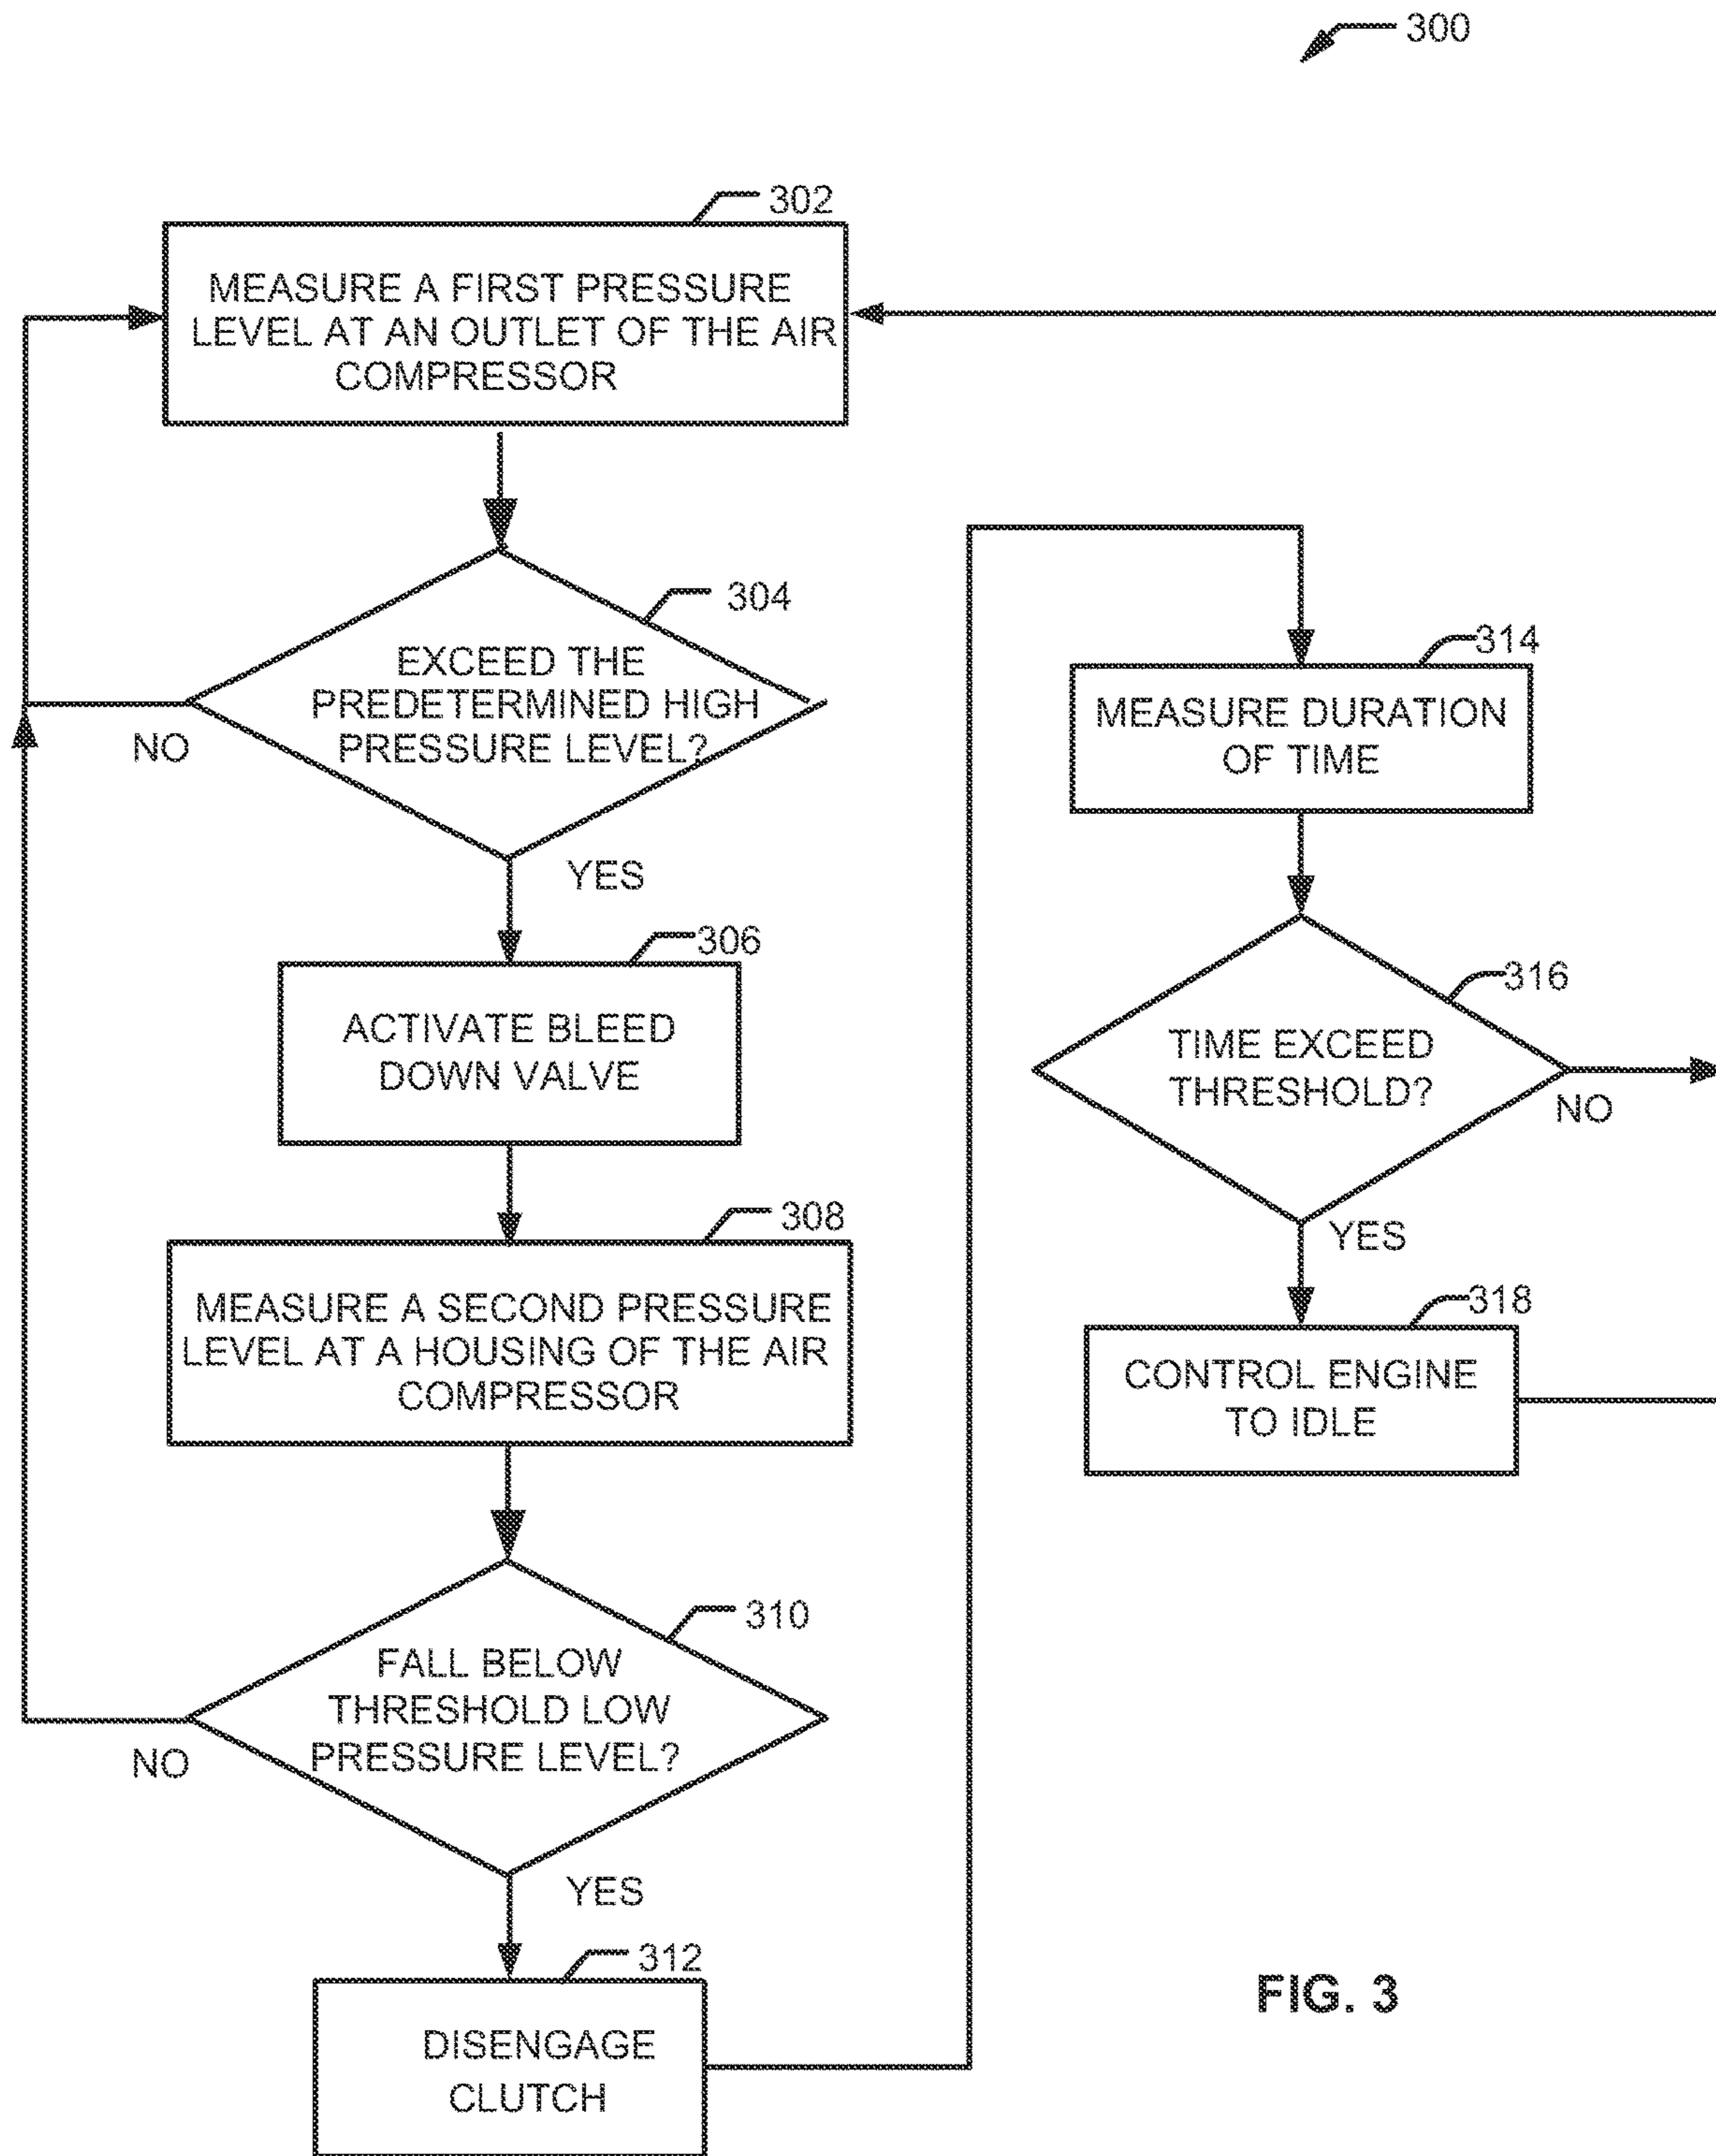 300
302
MEASURE A FIRST PRESSURE
LEVEL AT AN OUTLET OF THE AIR
COMPRESSOR
304
EXCEED THE
PREDETERMINED HIGH
PRESSURE LEVEL?
NO
YES
306
ACTIVATE BLEED
DOWN VALVE
308
MEASURE A SECOND PRESSURE
LEVEL AT A HOUSING OF THE AIR
COMPRESSOR
310
FALL BELOW
THRESHOLD LOW
PRESSURE LEVEL?
NO
YES
312
DISENGAGE
CLUTCH
314
MEASURE DURATION
OF TIME
316
TIME EXCEED
THRESHOLD?
NO
YES
318
CONTROL ENGINE
TO IDLE
FIG. 3